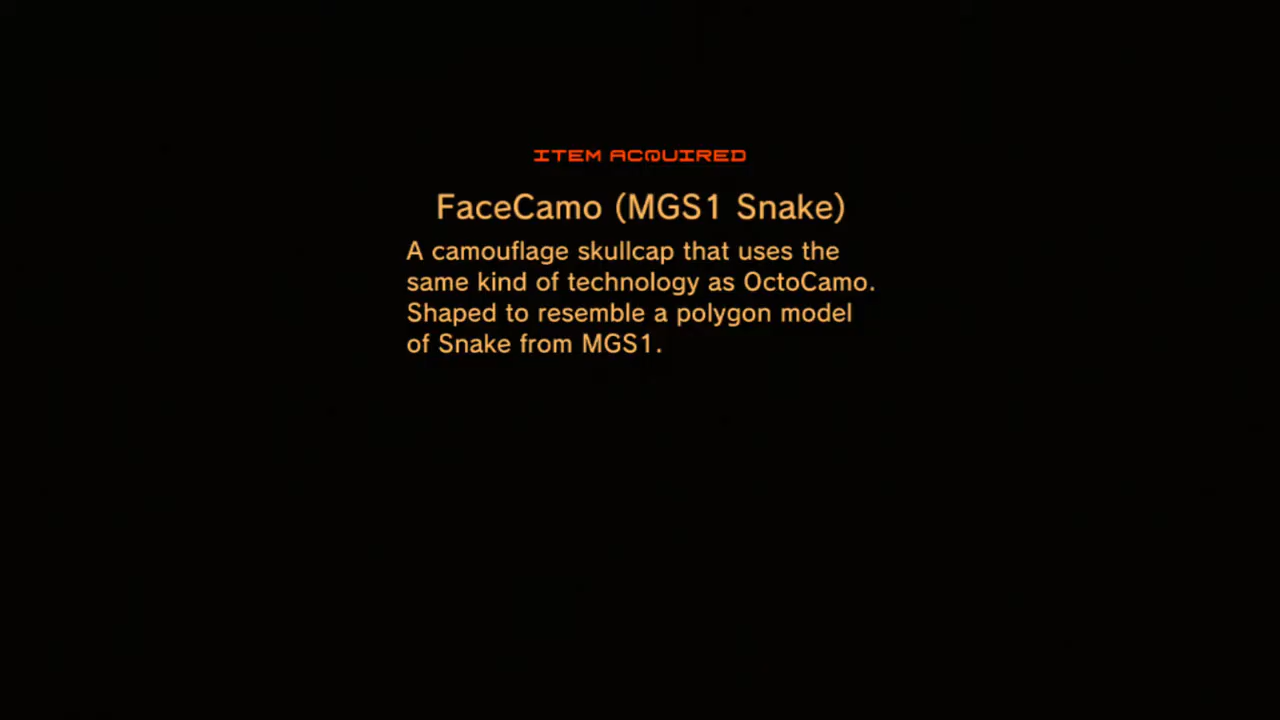 ITEM ACQUIRED
FaceCamo (MGS1 Snake)
A camouflage skullcap that uses the
same kind of technology as OctoCamo.
Shaped to resemble a polygon model
of Snake from MGS1.